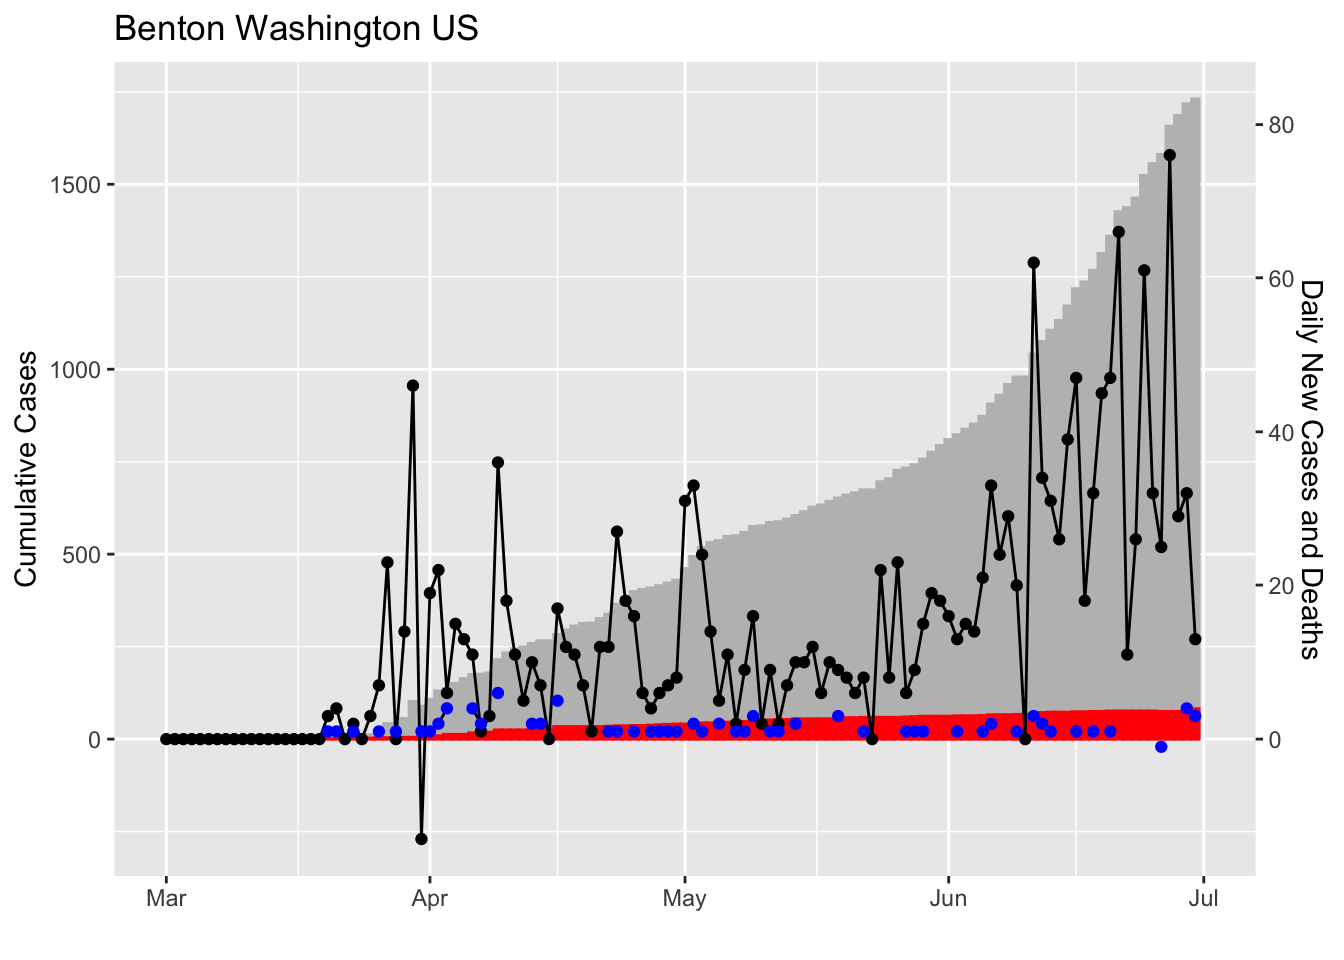 Benton Washington US
Cumulative Cases
1500
1000
500
0
80
60
40
20
0
Daily New Cases and Deaths
Mar
Apr
May
Jun
Jul